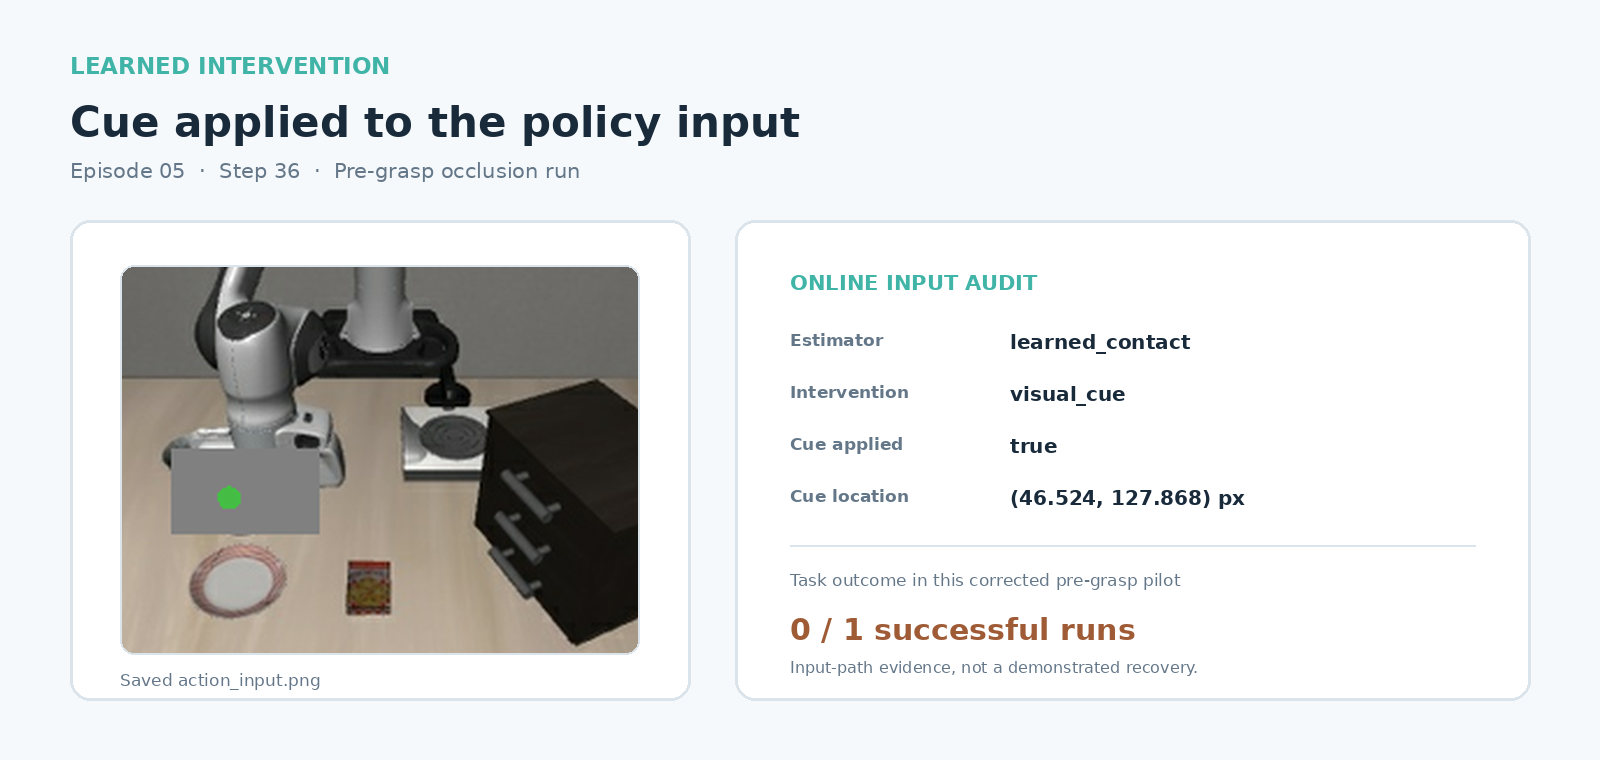 LEARNED INTERVENTION
Cue applied to the policy input
Episode 05 · Step 36 · Pre-grasp occlusion run
Saved action_input.png
ONLINE INPUT AUDIT
Estimator learned_contact
Intervention visual_cue
Cue applied true
Cue location (46.524, 127.868) px
Task outcome in this corrected pre-grasp pilot
0 / 1 successful runs
Input-path evidence, not a demonstrated recovery.